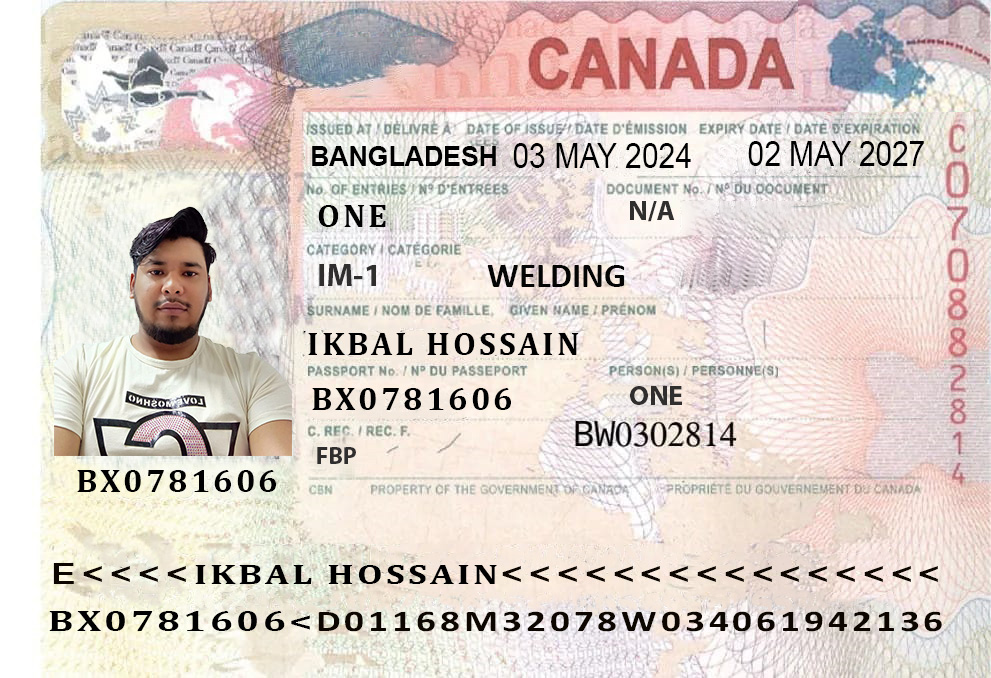 CANADA
ISSUED AT / DÉLIVRÉ À DATE OF ISSUE / DATE D'ÉMISSION EXPIRY DATE / DATE D'EXPIRATION
BANGLADESH 03 MAY 2024 02 MAY 2027
No. OF ENTRIES / Nº D'ENTRÉES DOCUMENT No. / Nº DU DOCUMENT
ONE N/A
CATEGORY / CATÉGORIE
IM-1 WELDING
SURNAME / NOM DE FAMILLE, GIVEN NAME / PRÉNOM
IKBAL HOSSAIN
PASSPORT No. / Nº DU PASSEPORT PERSON(S) / PERSONNE(S)
BX0781606 ONE
C. REC. / REC. F. BW0302814
FBP
CBN PROPERTY OF THE GOVERNMENT OF CANADA PROPRIÉTÉ DU GOUVERNEMENT DU CANADA
C070882814
LOVE MOSHNO
BX0781606
E<<<<IKBAL HOSSAIN<<<<<<<<<<<<<<<<
BX0781606<D01168M32078W034061942136